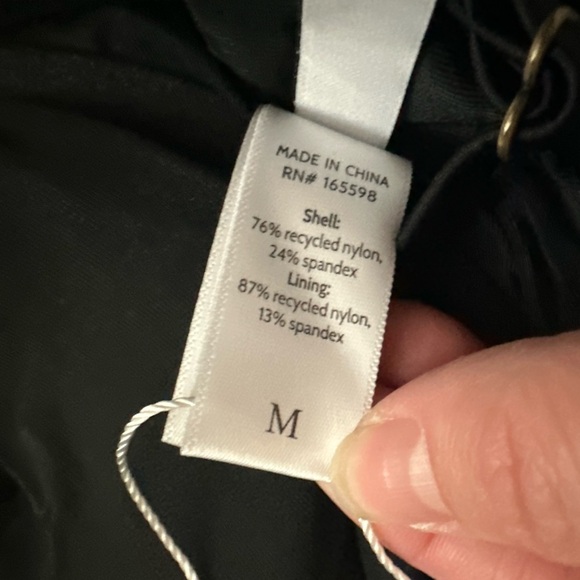 MADE IN CHINA
RN# 165598
Shell:
76% recycled nylon,
24% spandex
Lining:
87% recycled nylon,
13% spandex
M